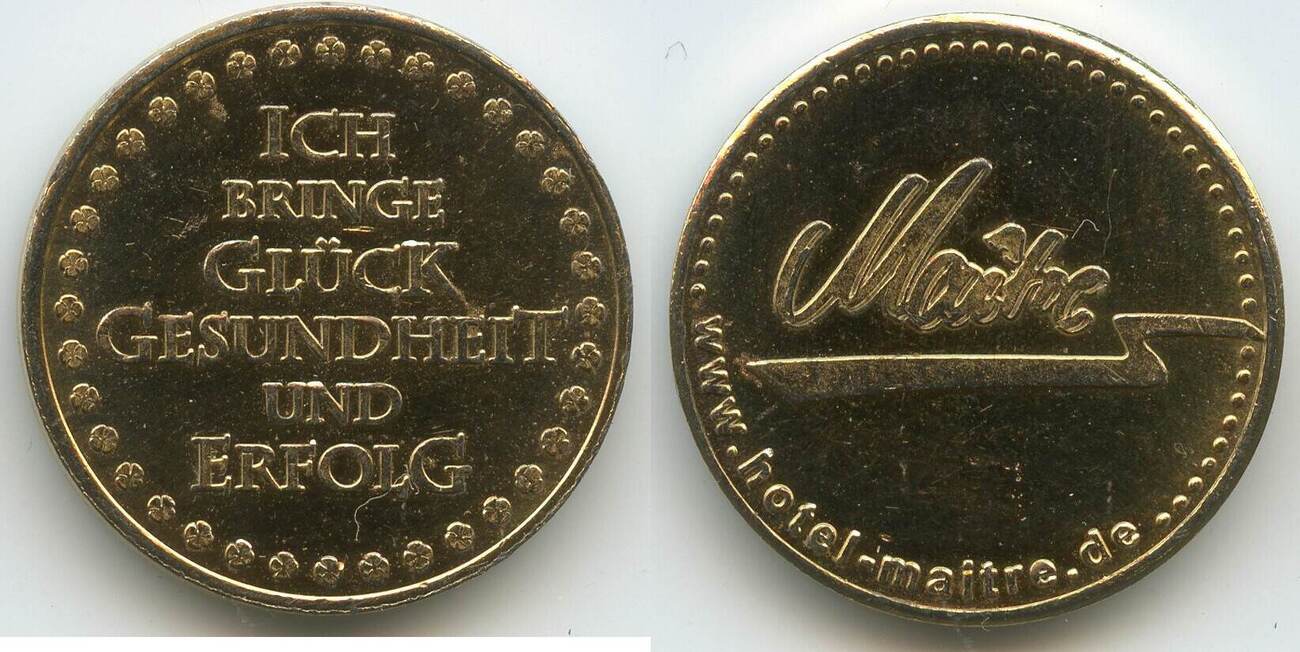 ICH
BRINGE
GLÜCK
GESUNDHEIT
UND
ERFOLG
Maître
www.hotel-maitre.de